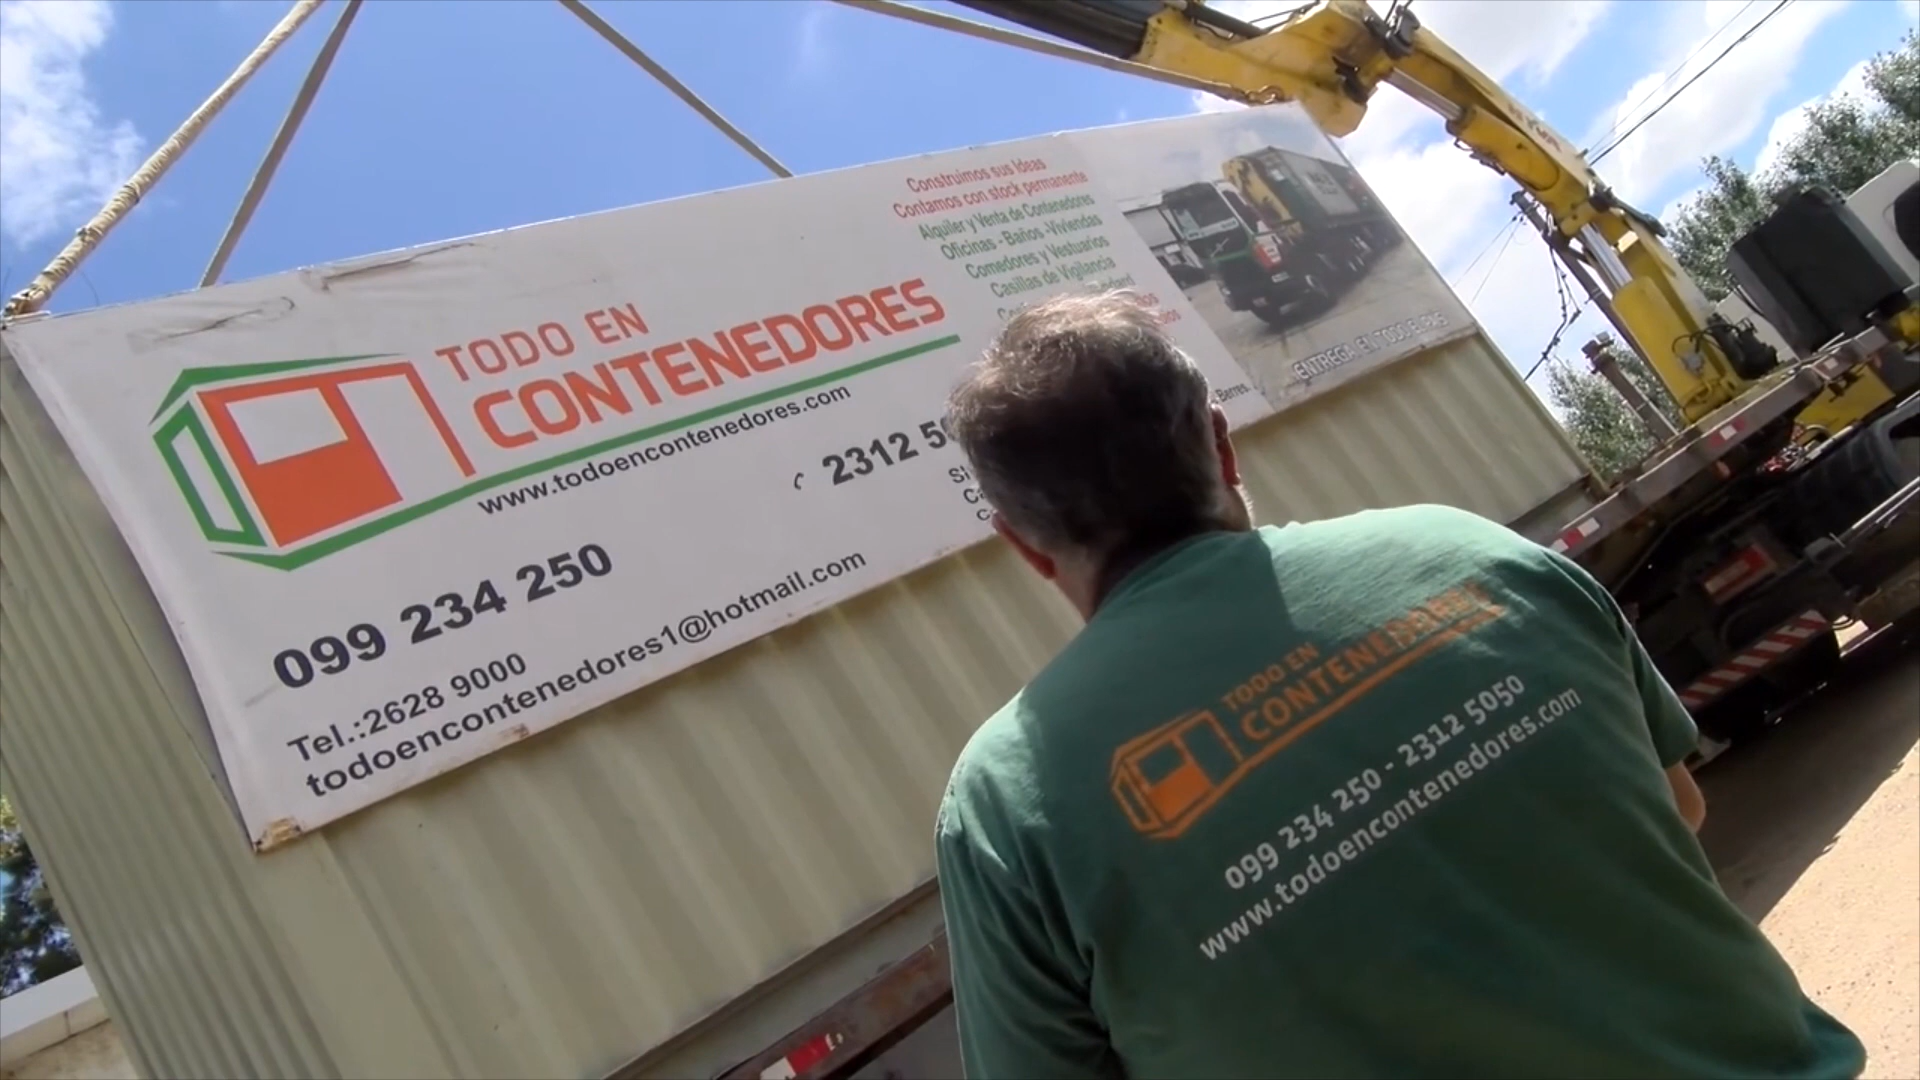 Construimos sus Ideas
Contamos con stock permanente
Alquiler y Venta de Contenedores
Oficinas - Baños - Viviendas
Comedores y Vestuarios
Casillas de Vigilancia
TODO EN
CONTENEDORES
www.todoencontenedores.com
2312 5
099 234 250
Tel.:2628 9000
todoencontenedores1@hotmail.com
Berres.
ENTREGA EN TODO EL PAIS
TODO EN
CONTENEDORES
099 234 250 - 2312 5050
www.todoencontenedores.com